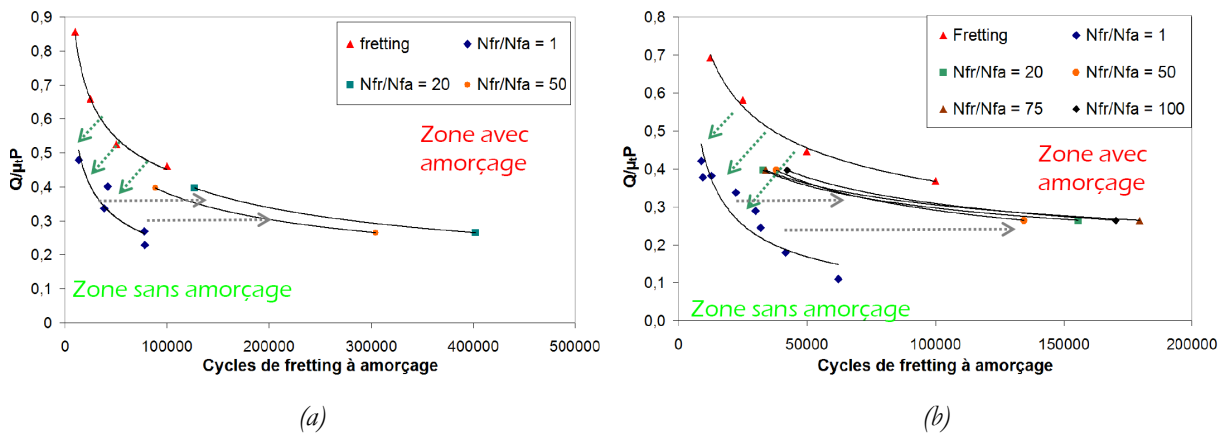 (a)
Q/µₜP
0,9
0,8
0,7
0,6
0,5
0,4
0,3
0,2
0,1
0
0 100000 200000 300000 400000 500000
Cycles de fretting à amorçage
fretting Nfr/Nfa = 1
Nfr/Nfa = 20 Nfr/Nfa = 50
Zone avec
amorçage
Zone sans amorçage
(b)
Q/µₜP
0,8
0,7
0,6
0,5
0,4
0,3
0,2
0,1
0,0
0 50000 100000 150000 200000
Cycles de fretting à amorçage
Fretting Nfr/Nfa = 1
Nfr/Nfa = 20 Nfr/Nfa = 50
Nfr/Nfa = 75 Nfr/Nfa = 100
Zone avec
amorçage
Zone sans amorçage
(a)
(b)